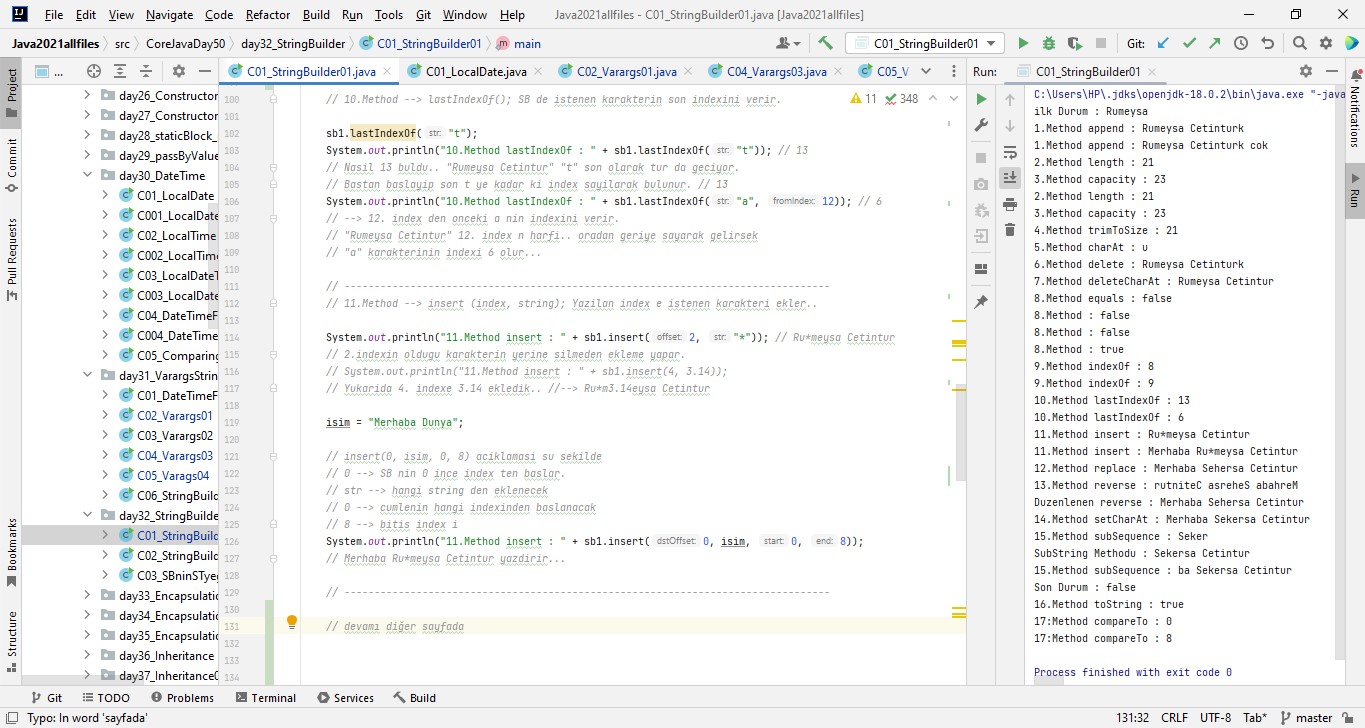 File Edit View Navigate Code Refactor Build Run Tools Git Window Help Java2021allfiles - C01_StringBuilder01.java [Java2021allfiles]
Java2021allfiles src CoreJavaDay50 day32_StringBuilder C01_StringBuilder01 main C01_StringBuilder01 Git:
Project
Commit
Pull Requests
Bookmarks
Structure
...
day26_Constructor
day27_Constructor
day28_staticBlock_
day29_passByValue
day30_DateTime
C01_LocalDate
C001_LocalDate
C02_LocalTime
C002_LocalTim
C03_LocalDateT
C003_LocalDate
C04_DateTimeF
C004_DateTime
C05_Comparing
day31_VarargsStrin
C01_DateTimeF
C02_Varargs01
C03_Varargs02
C04_Varargs03
C05_Varags04
C06_StringBuild
day32_StringBuilde
C01_StringBuild
C02_StringBuild
C03_SBninSTyeg
day33_Encapsulatio
day34_Encapsulatio
day35_Encapsulatio
day36_Inheritance
day37_Inheritance0
C01_StringBuilder01.java C01_LocalDate.java C02_Varargs01.java C04_Varargs03.java C05_V
11 348
100 // 10.Method --> lastIndexOf(); SB de istenen karakterin son indexini verir.
101
102 sb1.lastIndexOf( str: "t");
103 System.out.println("10.Method lastIndexOf : " + sb1.lastIndexOf( str: "t")); // 13
104 // Nasil 13 buldu.. "Rumeysa Cetintur" "t" son olarak tur da geciyor.
105 // Bastan baslayip son t ye kadar ki index sayilarak bulunur. // 13
106 System.out.println("10.Method lastIndexOf : " + sb1.lastIndexOf( str: "a", fromIndex: 12)); // 6
107 // --> 12. index den onceki a nin indexini verir.
108 // "Rumeysa Cetintur" 12. index n harfi.. oradan geriye sayarak gelirsek
109 // "a" karakterinin indexi 6 olur...
110
111 // ---------------------------------------------------------------------------------
112 // 11.Method --> insert (index, string); Yazilan index e istenen karakteri ekler..
113
114 System.out.println("11.Method insert : " + sb1.insert( offset: 2, str: "*")); // Ru*meysa Cetintur
115 // 2.indexin oldugu karakterin yerine silmeden ekleme yapar.
116 // System.out.println("11.Method insert : " + sb1.insert(4, 3.14));
117 // Yukarida 4. indexe 3.14 ekledik.. //--> Ru*m3.14eysa Cetintur
118
119 isim = "Merhaba Dunya";
120
121 // insert(0, isim, 0, 8) aciklamasi su sekilde
122 // 0 --> SB nin 0 ince index ten baslar.
123 // str --> hangi string den eklenecek
124 // 0 --> cumlenin hangi indexinden baslanacak
125 // 8 --> bitis index i
126 System.out.println("11.Method insert : " + sb1.insert( dstOffset: 0, isim, start: 0, end: 8));
127 // Merhaba Ru*meysa Cetintur yazdirir...
128
129 // ---------------------------------------------------------------------------------
130
131 // devamı diğer sayfada
132
133
134
Run: C01_StringBuilder01
C:\Users\HP\.jdks\openjdk-18.0.2\bin\java.exe "-java
ilk Durum : Rumeysa
1.Method append : Rumeysa Cetinturk
1.Method append : Rumeysa Cetinturk cok
2.Method length : 21
3.Method capacity : 23
2.Method length : 21
3.Method capacity : 23
4.Method trimToSize : 21
5.Method charAt : u
6.Method delete : Rumeysa Cetinturk
7.Method deleteCharAt : Rumeysa Cetintur
8.Method equals : false
8.Method : false
8.Method : false
8.Method : true
9.Method indexOf : 8
9.Method indexOf : 9
10.Method lastIndexOf : 13
10.Method lastIndexOf : 6
11.Method insert : Ru*meysa Cetintur
11.Method insert : Merhaba Ru*meysa Cetintur
12.Method replace : Merhaba Sehersa Cetintur
13.Method reverse : rutniteC asreheS abahreM
Duzenlenen reverse : Merhaba Sehersa Cetintur
14.Method setCharAt : Merhaba Sekersa Cetintur
15.Method subSequence : Seker
SubString Methodu : Sekersa Cetintur
15.Method subSequence : ba Sekersa Cetintur
Son Durum : false
16.Method toString : true
17:Method compareTo : 0
17:Method compareTo : 8
Process finished with exit code 0
Notifications
Run
Git TODO Problems Terminal Services Build
Typo: In word 'sayfada' 131:32 CRLF UTF-8 Tab* master